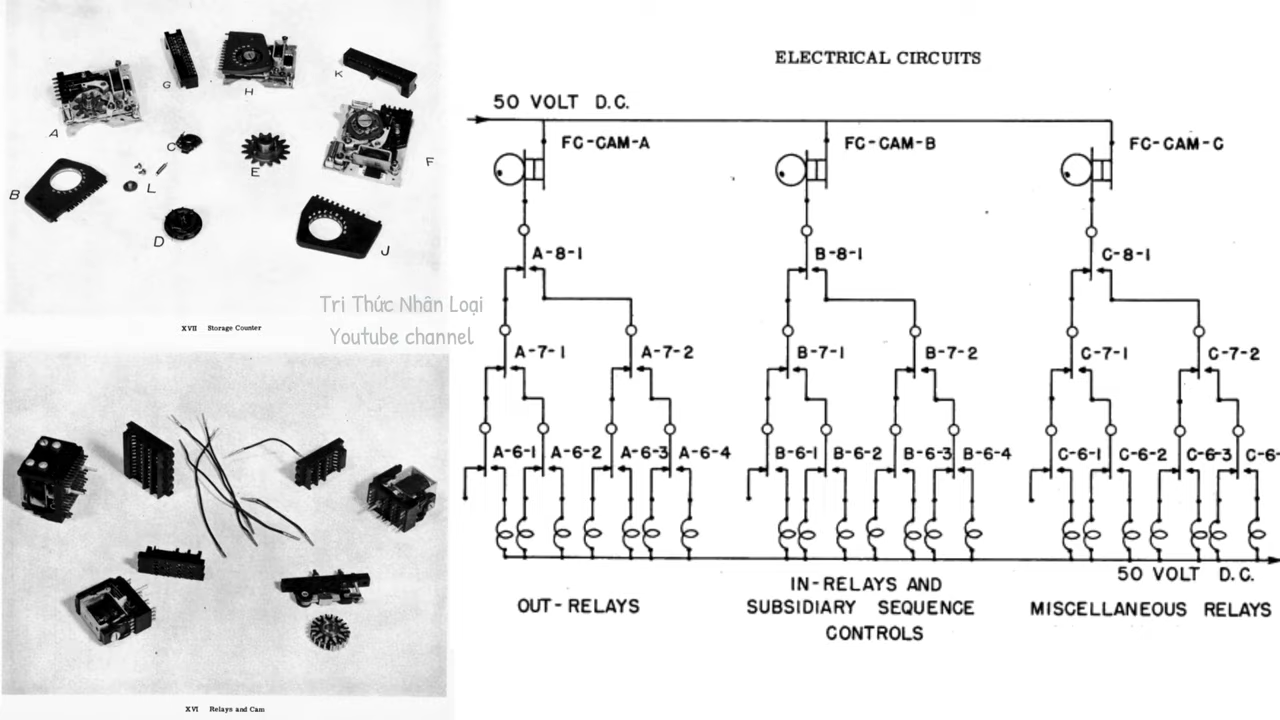 A
G
H
K
C
E
F
B
L
D
J
XVII Storage Counter
Tri Thức Nhân Loại
Youtube channel
XVI Relays and Cam
ELECTRICAL CIRCUITS
50 VOLT D.C.
FC-CAM-A
FC-CAM-B
FC-CAM-C
A-8-1
B-8-1
C-8-1
A-7-1
A-7-2
B-7-1
B-7-2
C-7-1
C-7-2
A-6-1
A-6-2
A-6-3
A-6-4
B-6-1
B-6-2
B-6-3
B-6-4
C-6-1
C-6-2
C-6-3
C-6-
50 VOLT D.C.
OUT-RELAYS
IN-RELAYS AND
SUBSIDIARY SEQUENCE
CONTROLS
MISCELLANEOUS RELAYS